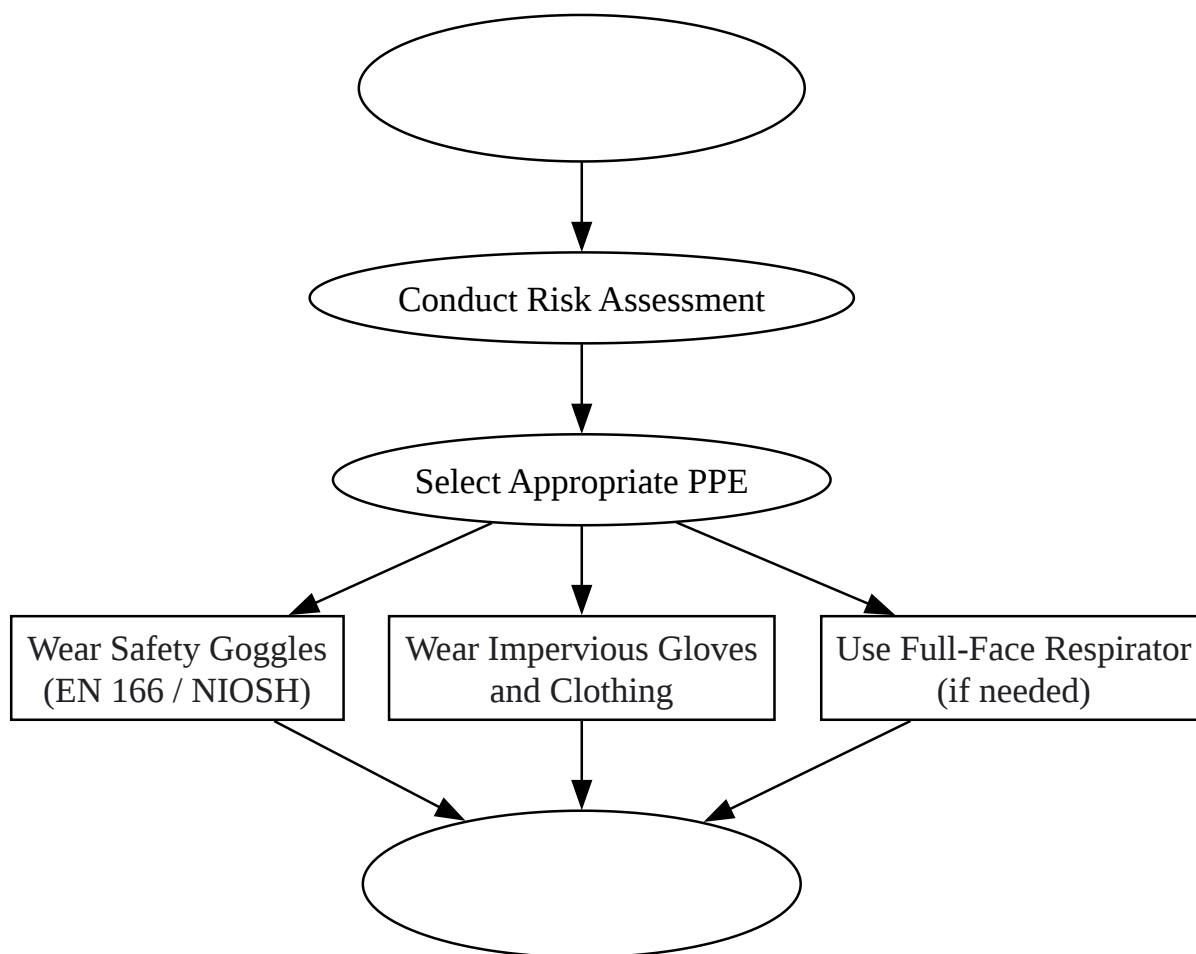 Conduct Risk Assessment
Select Appropriate PPE
Wear Safety Goggles
(EN 166 / NIOSH)
Wear Impervious Gloves
and Clothing
Use Full-Face Respirator
(if needed)